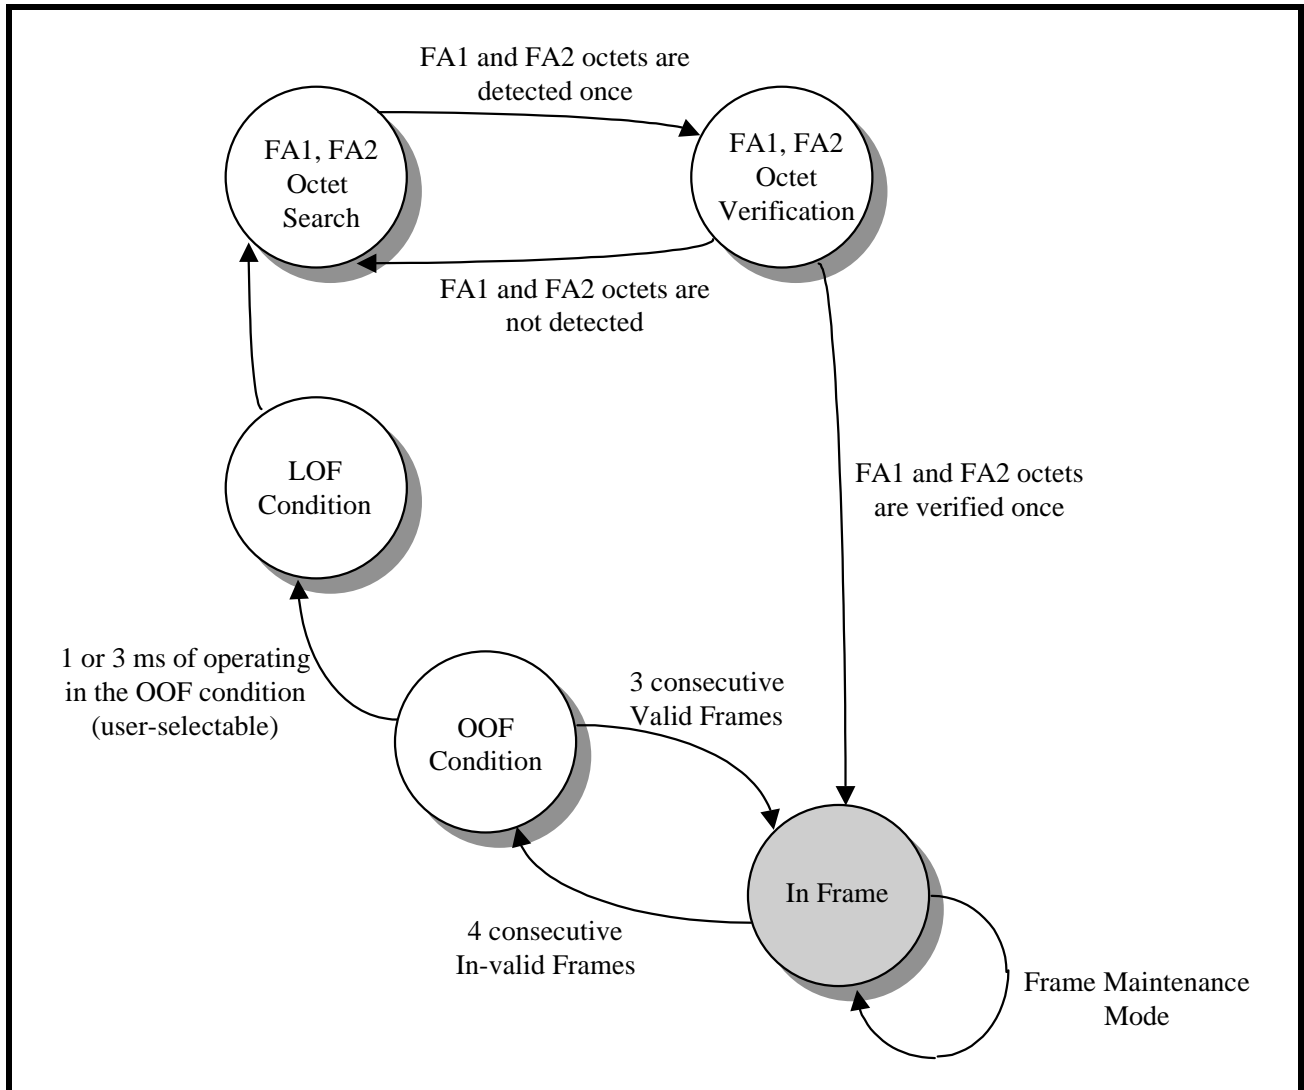 FA1 and FA2 octets are
detected once
FA1, FA2
Octet
Search
FA1, FA2
Octet
Verification
FA1 and FA2 octets are
not detected
LOF
Condition
FA1 and FA2 octets
are verified once
1 or 3 ms of operating
in the OOF condition
(user-selectable)
3 consecutive
Valid Frames
OOF
Condition
In Frame
4 consecutive
In-valid Frames
Frame Maintenance
Mode